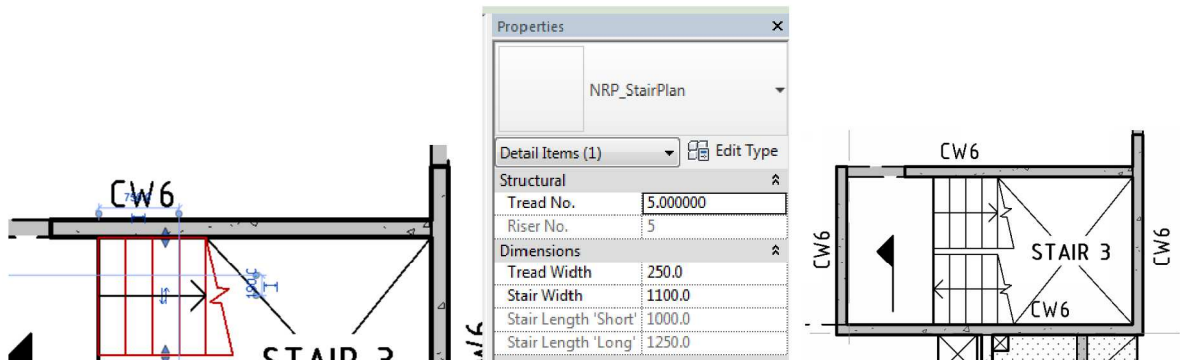 CW6
STAIR 3
CW6
Properties
NRP_StairPlan
Detail Items (1)
Edit Type
Structural
Tread No.
5.000000
Riser No.
5
Dimensions
Tread Width
250.0
Stair Width
1100.0
Stair Length 'Short'
1000.0
Stair Length 'Long'
1250.0
CW6
CW6
STAIR 3
CW6
CW6